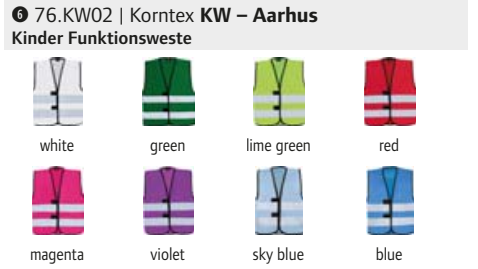 ❻ 76.KW02 | Korntex KW – Aarhus
Kinder Funktionsweste
white green lime green red
magenta violet sky blue blue